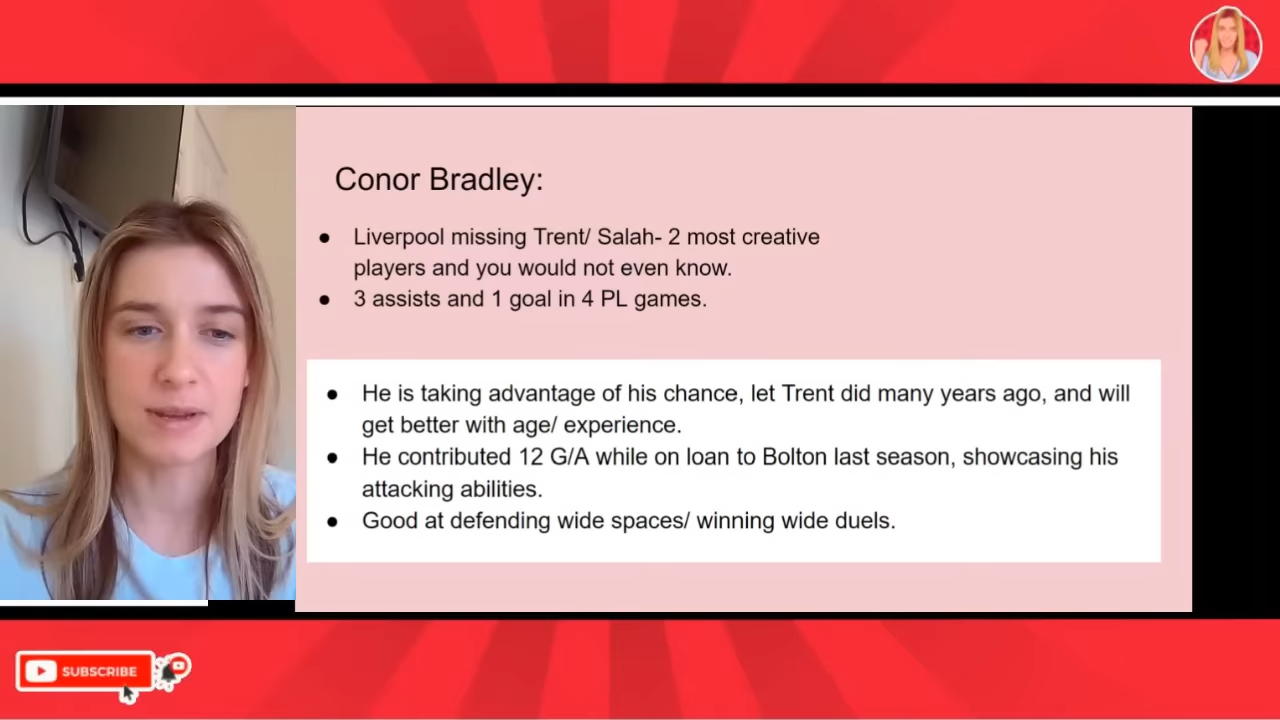 Conor Bradley:
● Liverpool missing Trent/ Salah- 2 most creative
players and you would not even know.
● 3 assists and 1 goal in 4 PL games.
● He is taking advantage of his chance, let Trent did many years ago, and will
get better with age/ experience.
● He contributed 12 G/A while on loan to Bolton last season, showcasing his
attacking abilities.
● Good at defending wide spaces/ winning wide duels.
SUBSCRIBE